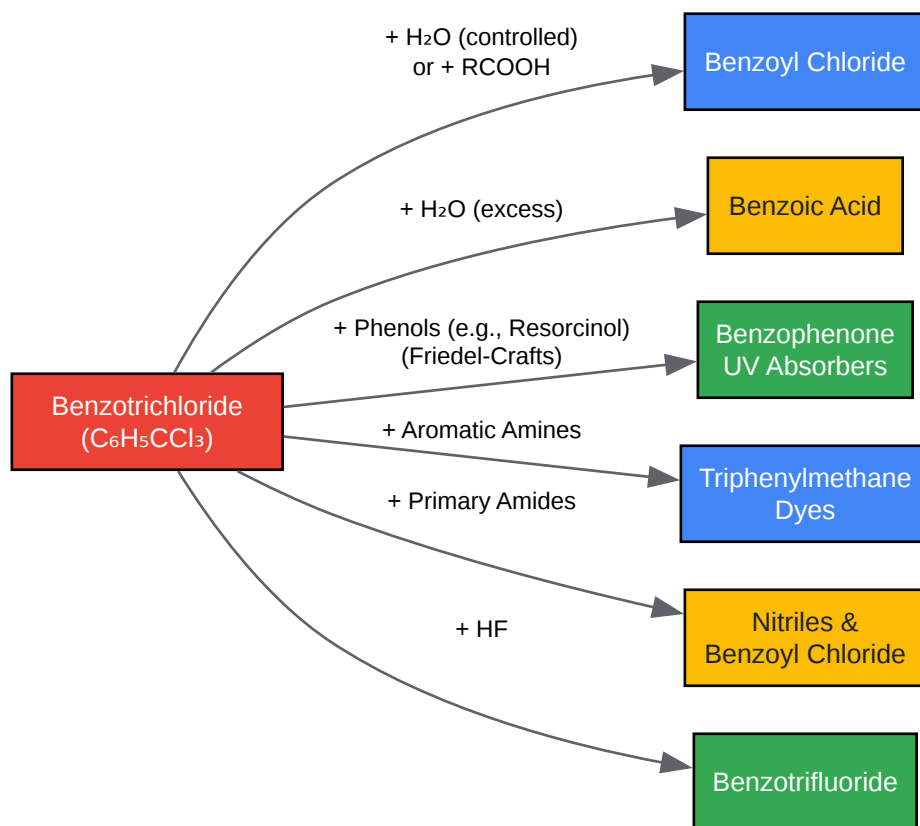 + H₂O (controlled)
or + RCOOH
Benzoyl Chloride
+ H₂O (excess)
Benzoic Acid
+ Phenols (e.g., Resorcinol)
(Friedel-Crafts)
Benzophenone
UV Absorbers
Benzotrichloride
(C₆H₅CCl₃)
+ Aromatic Amines
Triphenylmethane
Dyes
+ Primary Amides
Nitriles &
Benzoyl Chloride
+ HF
Benzotrifluoride